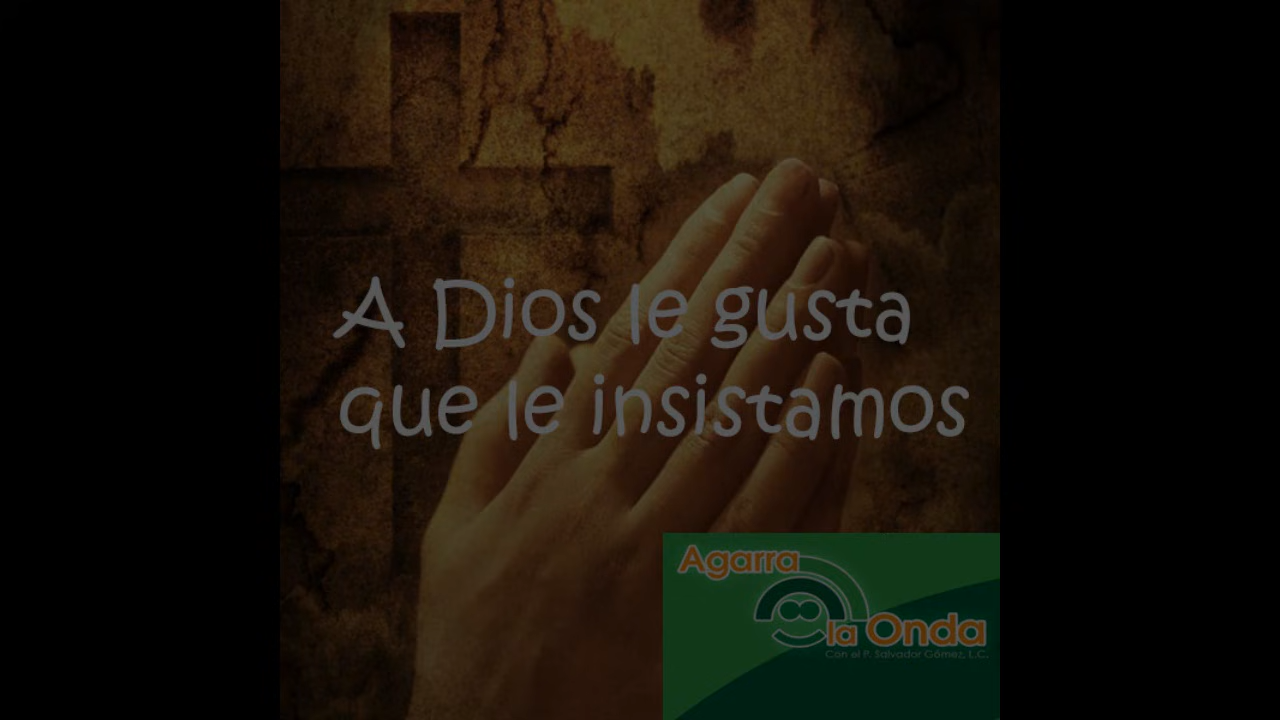 A Dios le gusta
que le insistamos
Agarra
la Onda
Con el P. Salvador Gómez, L.C.